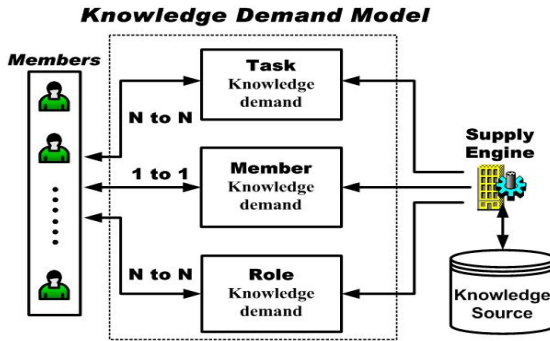 Knowledge Demand Model
Members
Task
Knowledge
demand
N to N
Member
Knowledge
demand
1 to 1
Role
Knowledge
demand
N to N
Supply
Engine
Knowledge
Source